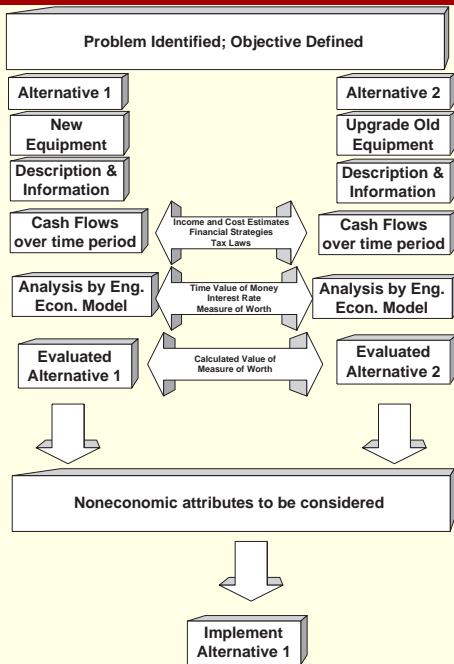 Problem Identified; Objective Defined
Alternative 1
Alternative 2
New
Equipment
Upgrade Old
Equipment
Description &
Information
Description &
Information
Cash Flows
over time period
Income and Cost Estimates
Financial Strategies
Tax Laws
Cash Flows
over time period
Analysis by Eng.
Econ. Model
Time Value of Money
Interest Rate
Measure of Worth
Analysis by Eng.
Econ. Model
Evaluated
Alternative 1
Calculated Value of
Measure of Worth
Evaluated
Alternative 2
Noneconomic attributes to be considered
Implement
Alternative 1